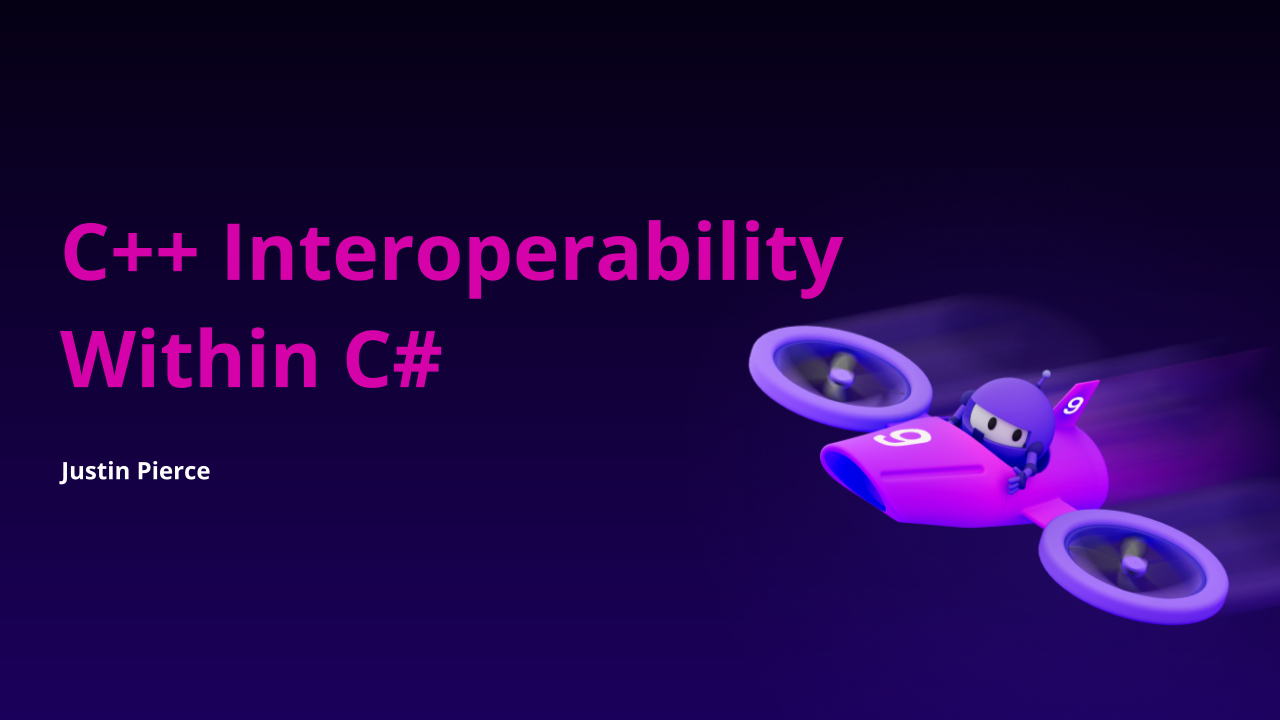 C++ Interoperability
Within C#
Justin Pierce
9
9